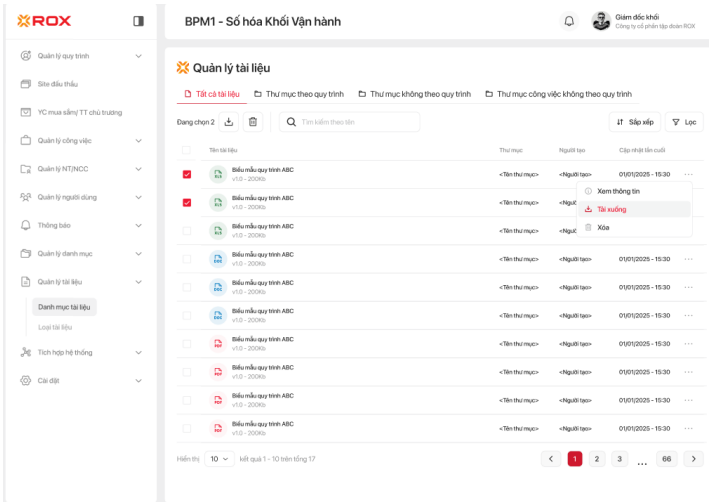 ROX
BPM1 - Số hóa Khối Vận hành
Giám đốc khối
Công ty cổ phần tập đoàn ROX
Quản lý quy trình
Site đấu thầu
YC mua sắm/ TT chủ trương
Quản lý công việc
Quản lý NT/NCC
Quản lý người dùng
Thông báo
Quản lý danh mục
Quản lý tài liệu
Danh mục tài liệu
Loại tài liệu
Tích hợp hệ thống
Cài đặt
Quản lý tài liệu
Tất cả tài liệu Thư mục theo quy trình Thư mục không theo quy trình Thư mục công việc không theo quy trình
Đang chọn 2 Tìm kiếm theo tên Sắp xếp Lọc
Tên tài liệu Thư mục Người tạo Cập nhật lần cuối
XLS Biểu mẫu quy trình ABC <Tên thư mục> <Người tạo> 01/01/2025 - 15:30 ...
v1.0 - 200Kb
XLS Biểu mẫu quy trình ABC <Tên thư mục> <Ngườ
v1.0 - 200Kb
XLS Biểu mẫu quy trình ABC <Tên thư mục> <Ngườ
v1.0 - 200Kb
Xem thông tin
Tải xuống
Xóa
DOC Biểu mẫu quy trình ABC <Tên thư mục> <Người tạo> 01/01/2025 - 15:30 ...
v1.0 - 200Kb
DOC Biểu mẫu quy trình ABC <Tên thư mục> <Người tạo> 01/01/2025 - 15:30 ...
v1.0 - 200Kb
DOC Biểu mẫu quy trình ABC <Tên thư mục> <Người tạo> 01/01/2025 - 15:30 ...
v1.0 - 200Kb
PDF Biểu mẫu quy trình ABC <Tên thư mục> <Người tạo> 01/01/2025 - 15:30 ...
v1.0 - 200Kb
PDF Biểu mẫu quy trình ABC <Tên thư mục> <Người tạo> 01/01/2025 - 15:30 ...
v1.0 - 200Kb
PDF Biểu mẫu quy trình ABC <Tên thư mục> <Người tạo> 01/01/2025 - 15:30 ...
v1.0 - 200Kb
PDF Biểu mẫu quy trình ABC <Tên thư mục> <Người tạo> 01/01/2025 - 15:30 ...
v1.0 - 200Kb
Hiển thị 10 kết quả 1 - 10 trên tổng 17 1 2 3 ... 66